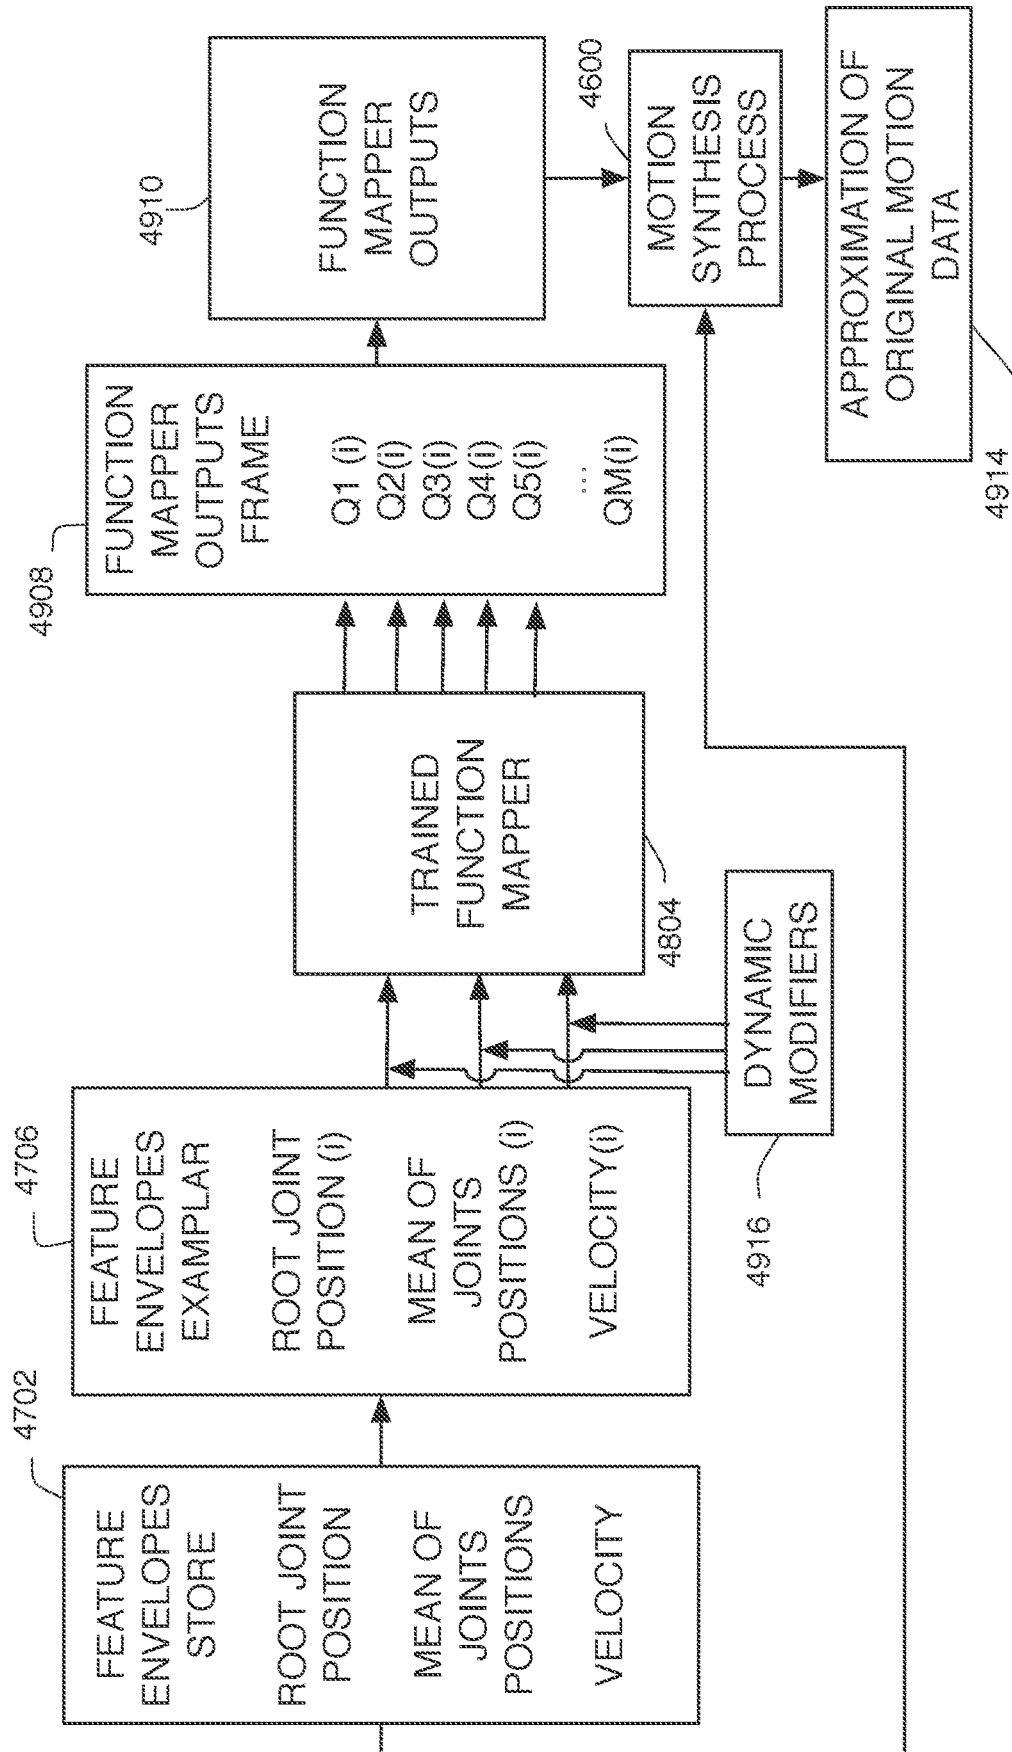 4702
FEATURE
ENVELOPES
STORE
ROOT JOINT
POSITION
MEAN OF
JOINTS
POSITIONS
VELOCITY
4706
FEATURE
ENVELOPES
EXAMPLAR
ROOT JOINT
POSITION (i)
MEAN OF
JOINTS
POSITIONS (i)
VELOCITY(i)
4916
DYNAMIC
MODIFIERS
TRAINED
FUNCTION
MAPPER
4804
4908
FUNCTION
MAPPER
OUTPUTS
FRAME
Q1 (i)
Q2(i)
Q3(i)
Q4(i)
Q5(i)
...
QM(i)
4910
FUNCTION
MAPPER
OUTPUTS
4600
MOTION
SYNTHESIS
PROCESS
APPROXIMATION OF
ORIGINAL MOTION
DATA
4914